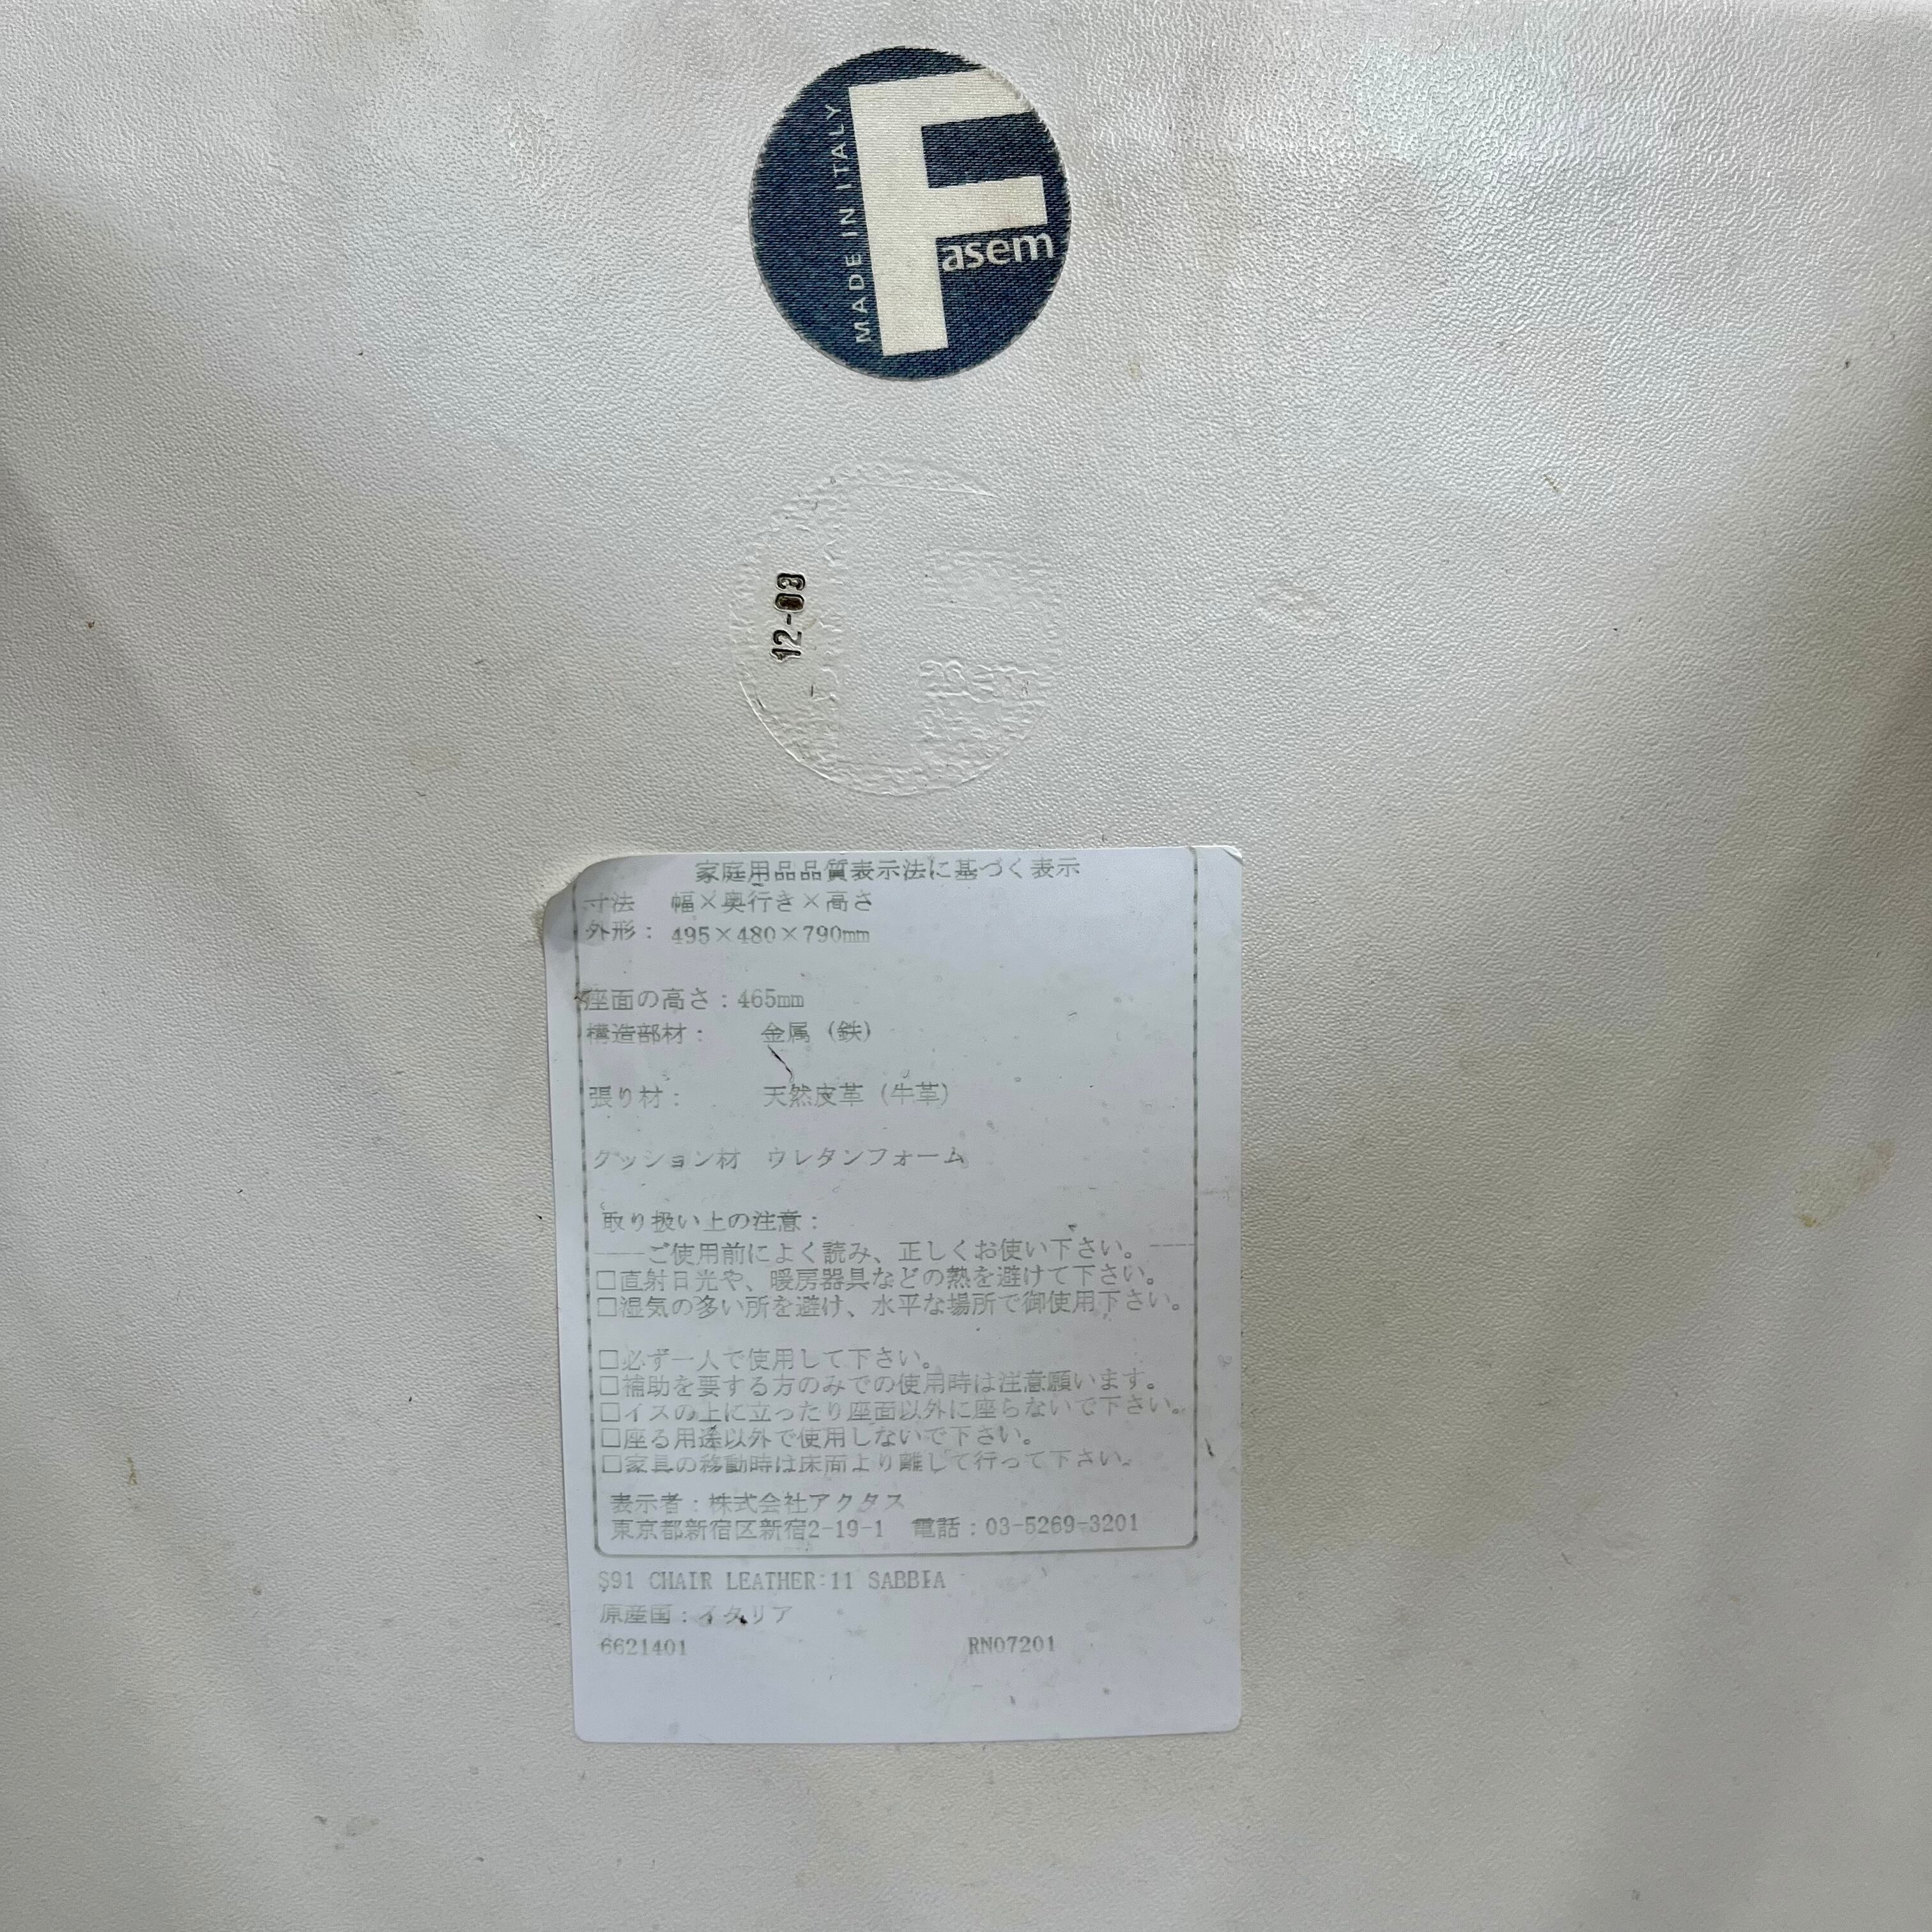 MADE IN ITALY
Fasem
12-03
asem
家庭用品品質表示法に基づく表示
寸法 幅×奥行き×高さ
外形：495×480×790mm
座面の高さ：465mm
構造部材： 金属（鉄）
張り材： 天然皮革（牛革）
クッション材 ウレタンフォーム
取り扱い上の注意：
――ご使用前によく読み、正しくお使い下さい。――
□直射日光や、暖房器具などの熱を避けて下さい。
□湿気の多い所を避け、水平な場所で御使用下さい。
□必ず一人で使用して下さい。
□補助を要する方のみでの使用時は注意願います。
□イスの上に立ったり座面以外に座らないで下さい。
□座る用途以外で使用しないで下さい。
□家具の移動時は床面より離して行って下さい。
表示者：株式会社アクタス
東京都新宿区新宿2-19-1 電話：03-5269-3201
S91 CHAIR LEATHER:11 SABBIA
原産国：イタリア
6621401 RN07201